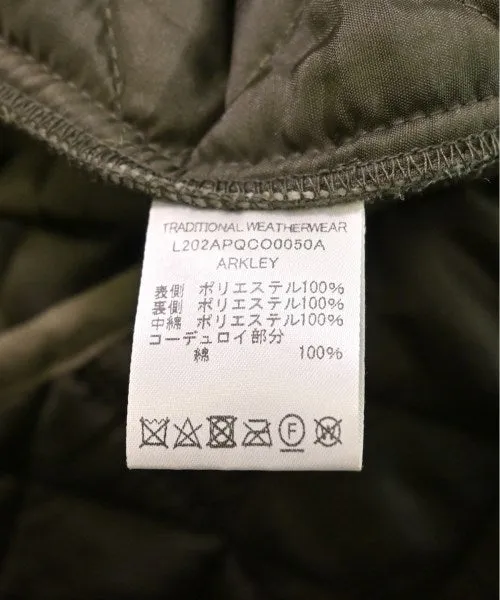 TRADITIONAL WEATHERWEAR
L202APQCO0050A
ARKLEY
表側 ポリエステル100%
裏側 ポリエステル100%
中綿 ポリエステル100%
コーデュロイ部分
綿 100%
F
W